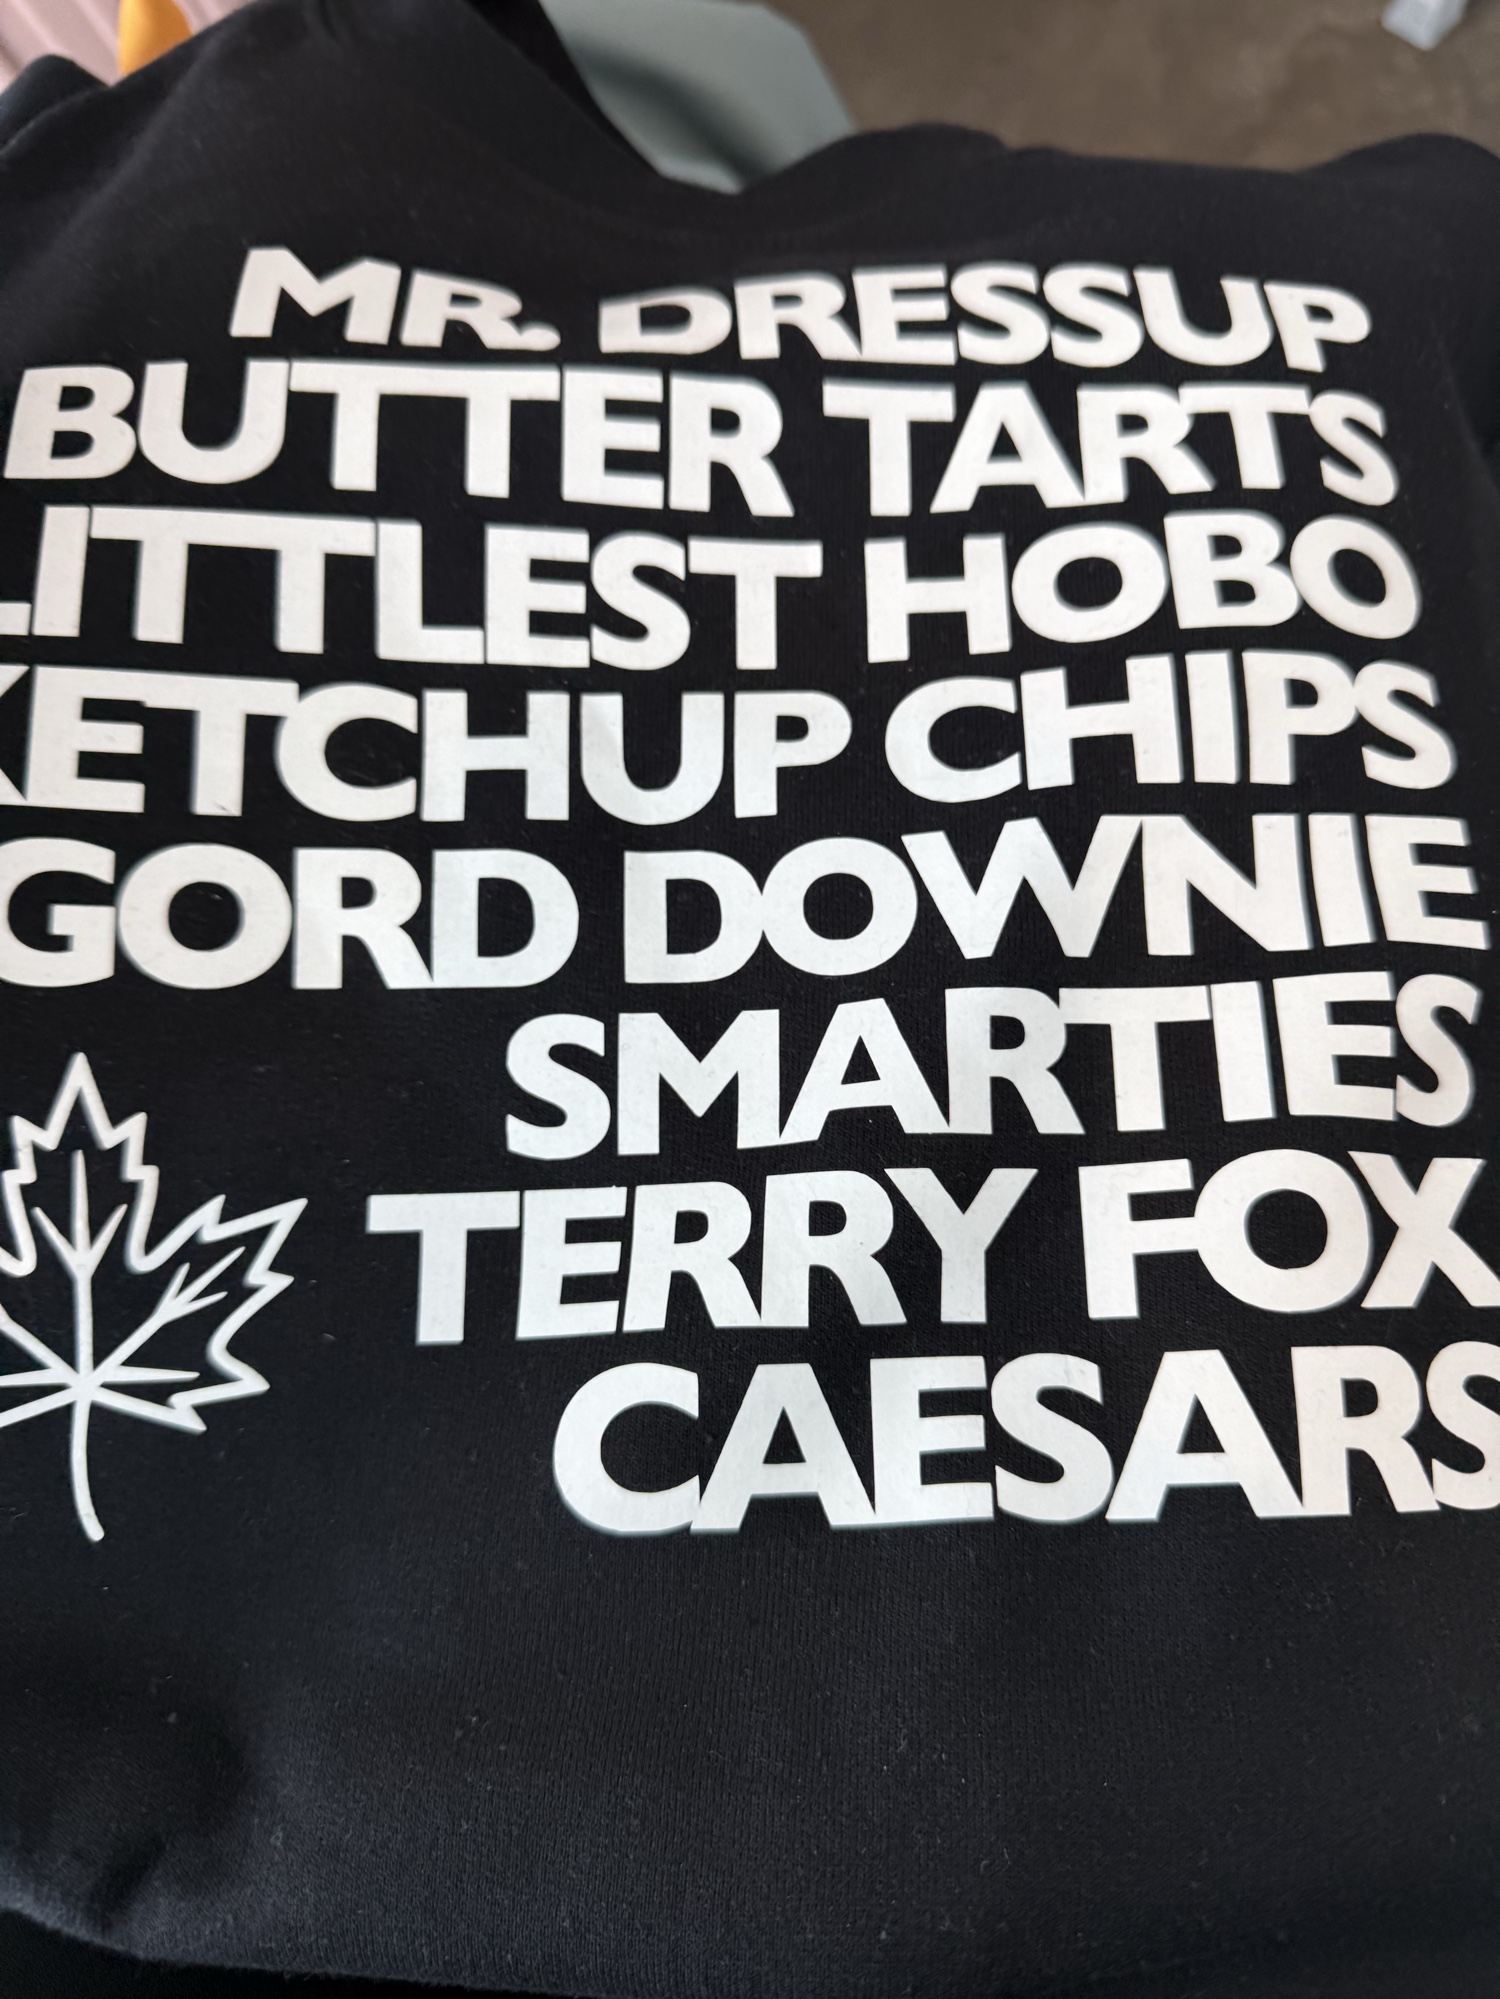 MR. DRESSUP
BUTTER TARTS
LITTLEST HOBO
KETCHUP CHIPS
GORD DOWNIE
SMARTIES
TERRY FOX
CAESARS